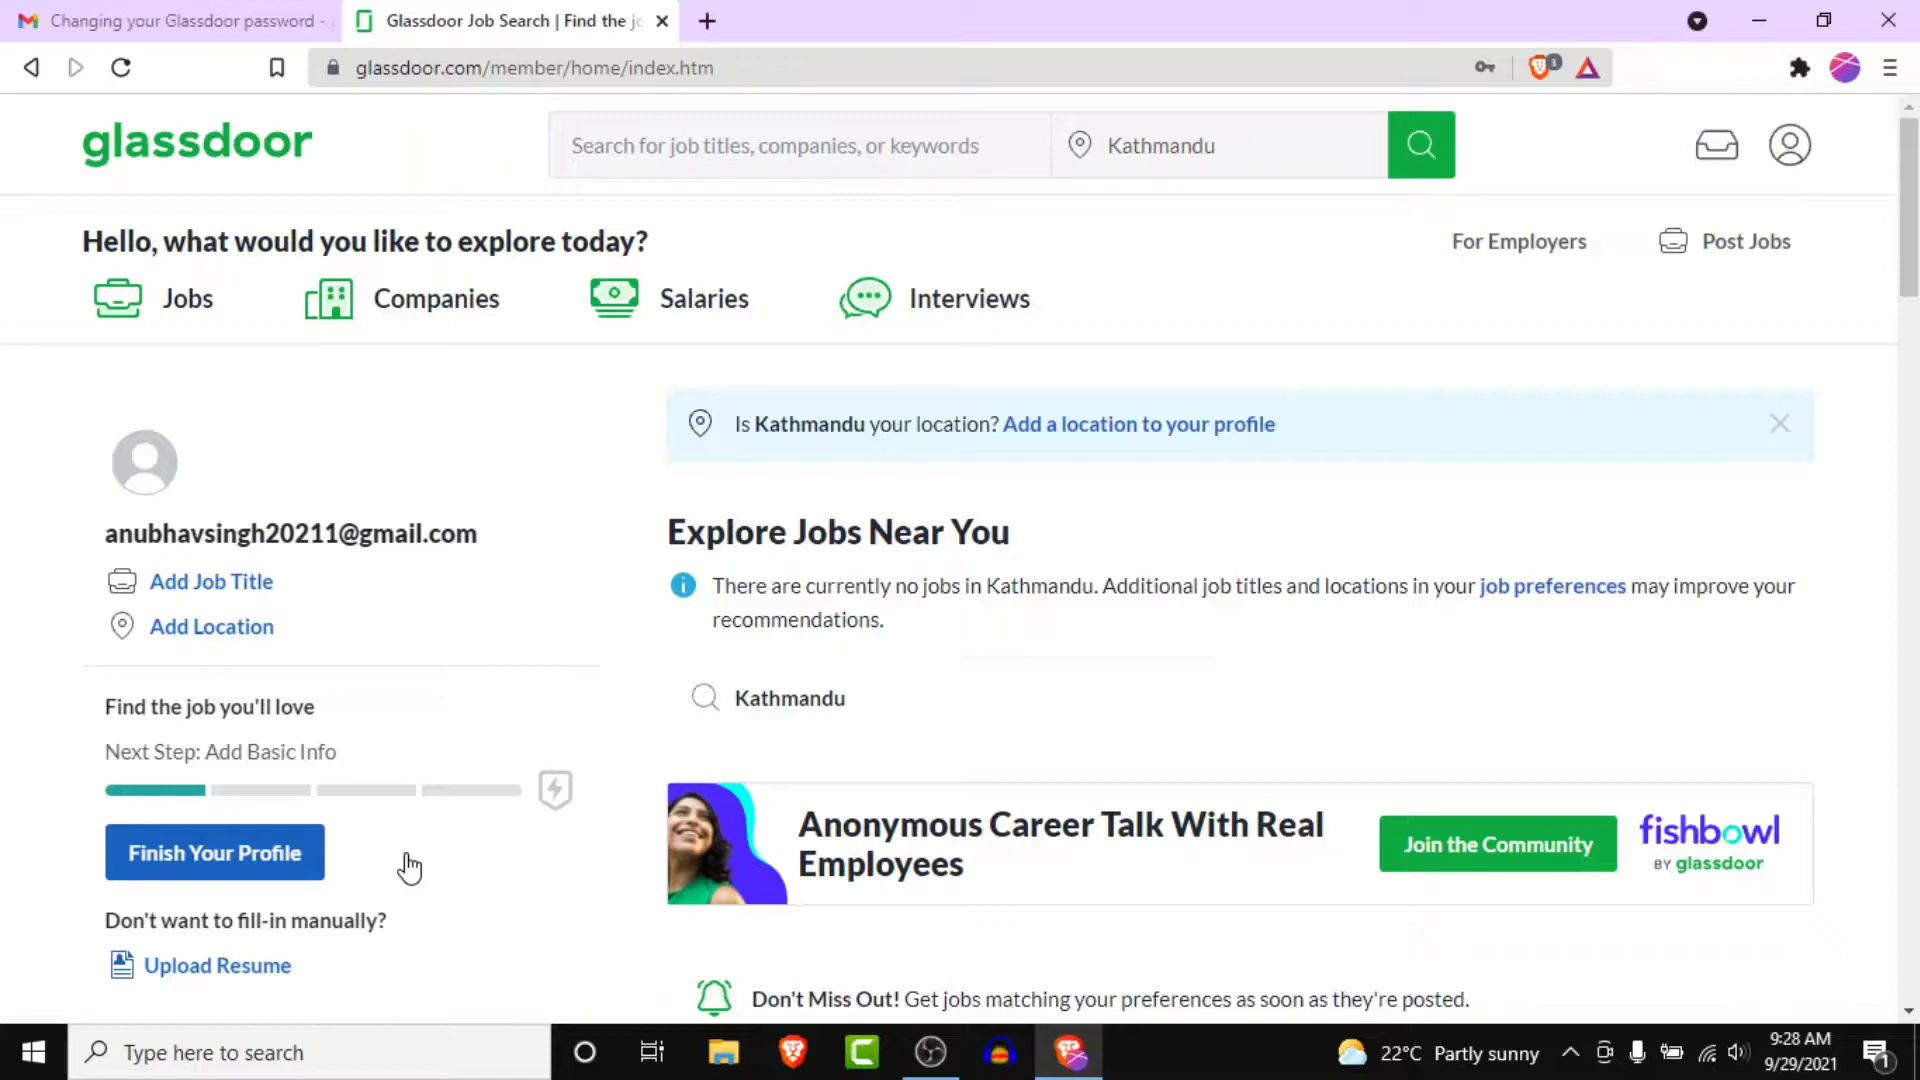 Changing your Glassdoor password -
Glassdoor Job Search | Find the jo
glassdoor.com/member/home/index.htm
3
glassdoor
Search for job titles, companies, or keywords
Kathmandu
Hello, what would you like to explore today?
For Employers
Post Jobs
Jobs
Companies
Salaries
Interviews
Is Kathmandu your location? Add a location to your profile
anubhavsingh20211@gmail.com
Add Job Title
Add Location
Find the job you'll love
Next Step: Add Basic Info
Finish Your Profile
Don't want to fill-in manually?
Upload Resume
Explore Jobs Near You
There are currently no jobs in Kathmandu. Additional job titles and locations in your job preferences may improve your
recommendations.
Kathmandu
Anonymous Career Talk With Real
Employees
Join the Community
fishbowl
BY glassdoor
Don't Miss Out! Get jobs matching your preferences as soon as they're posted.
Type here to search
22°C Partly sunny
9:28 AM
9/29/2021
1